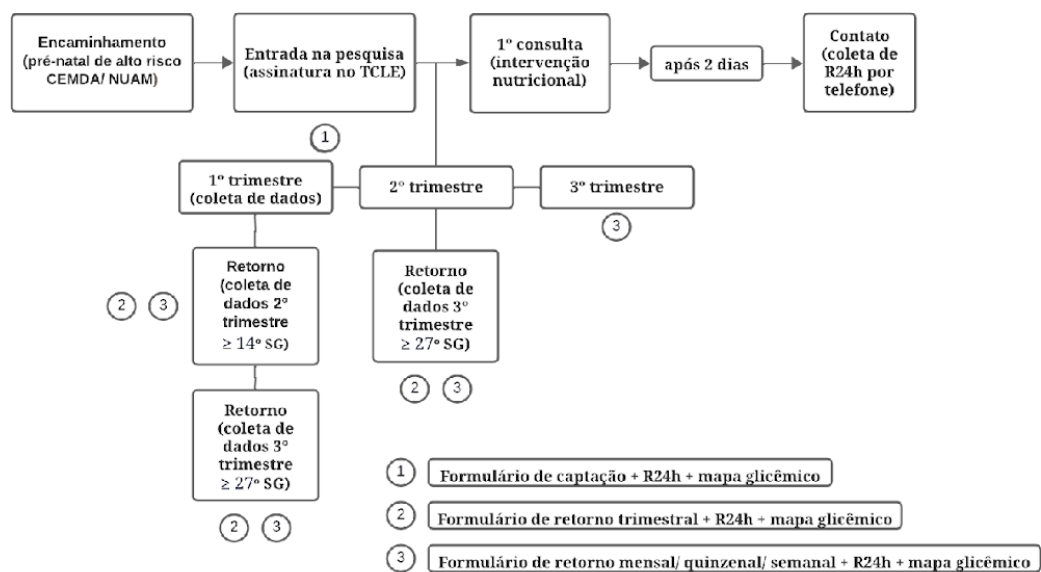 Encaminhamento
(pré-natal de alto risco
CEMDA/ NUAM)
Entrada na pesquisa
(assinatura no TCLE)
1º consulta
(intervenção
nutricional)
após 2 dias
Contato
(coleta de
R24h por
telefone)
1
1º trimestre
(coleta de dados)
2º trimestre
3º trimestre
3
Retorno
(coleta de
dados 2º
trimestre
≥ 14º SG)
2
3
Retorno
(coleta de
dados 3º
trimestre
≥ 27º SG)
2
3
Retorno
(coleta de
dados 3º
trimestre
≥ 27º SG)
2
3
1 Formulário de captação + R24h + mapa glicêmico
2 Formulário de retorno trimestral + R24h + mapa glicêmico
3 Formulário de retorno mensal/ quinzenal/ semanal + R24h + mapa glicêmico